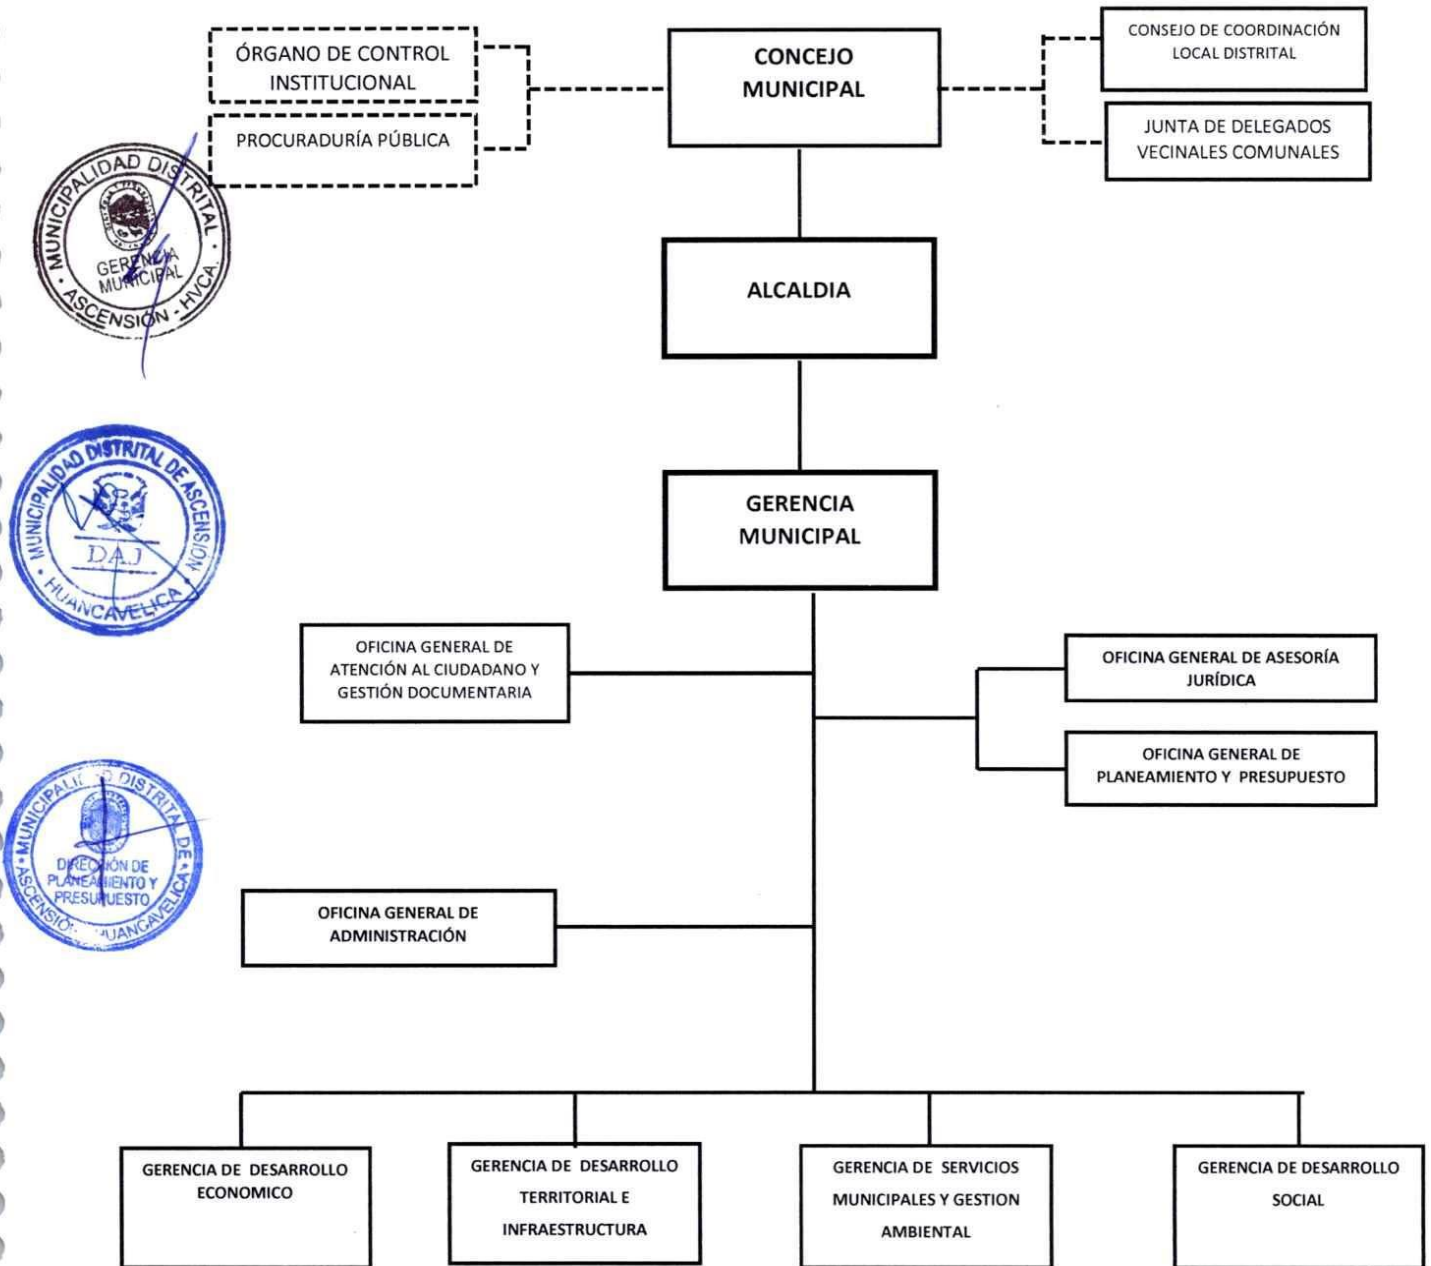 ÓRGANO DE CONTROL
INSTITUCIONAL
PROCURADURÍA PÚBLICA
CONCEJO
MUNICIPAL
CONSEJO DE COORDINACIÓN
LOCAL DISTRITAL
JUNTA DE DELEGADOS
VECINALES COMUNALES
MUNICIPALIDAD DISTRITAL
GERENCIA
MUNICIPAL
ASCENSIÓN - HVCA.
ALCALDIA
MUNICIPALIDAD DISTRITAL DE ASCENSIÓN
DAJ
HUANCAVELICA
GERENCIA
MUNICIPAL
OFICINA GENERAL DE
ATENCIÓN AL CIUDADANO Y
GESTIÓN DOCUMENTARIA
OFICINA GENERAL DE ASESORÍA
JURÍDICA
OFICINA GENERAL DE
PLANEAMIENTO Y PRESUPUESTO
DISTRITAL DE
DIRECCIÓN DE
PLANEAMIENTO Y
PRESUPUESTO
OFICINA GENERAL DE
ADMINISTRACIÓN
GERENCIA DE DESARROLLO
ECONOMICO
GERENCIA DE DESARROLLO
TERRITORIAL E
INFRAESTRUCTURA
GERENCIA DE SERVICIOS
MUNICIPALES Y GESTION
AMBIENTAL
GERENCIA DE DESARROLLO
SOCIAL